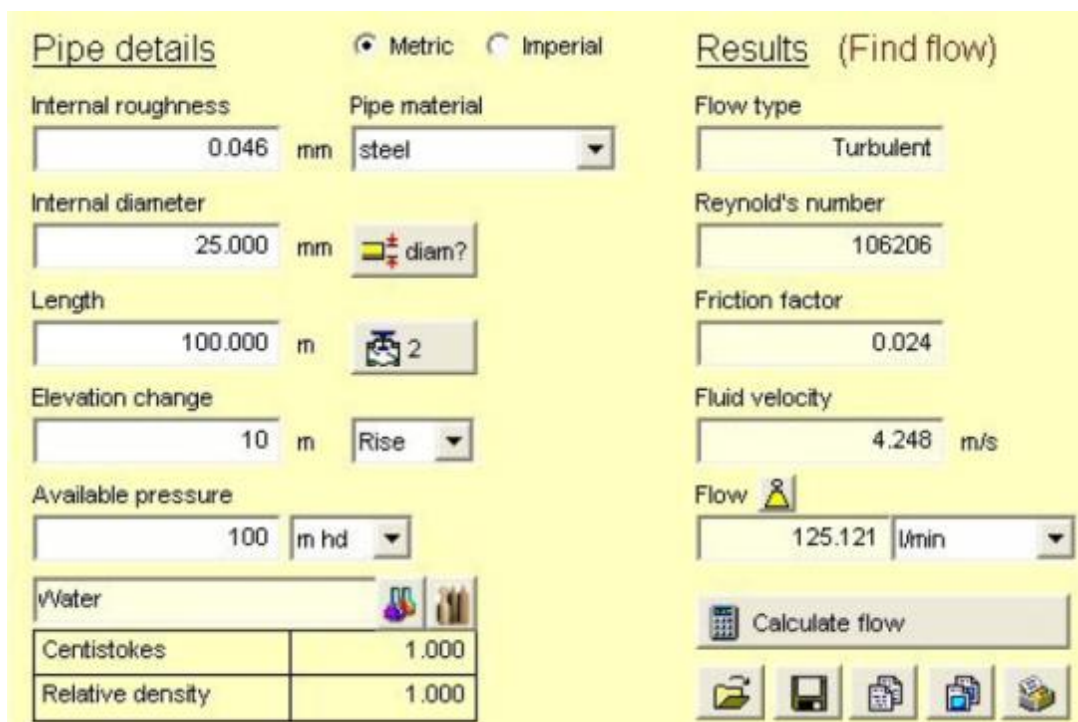 Pipe details
Metric
Imperial
Internal roughness
Pipe material
0.046 mm
steel
Internal diameter
25.000 mm
diam?
Length
100.000 m
2
Elevation change
10 m
Rise
Available pressure
100
m hd
Water
Centistokes 1.000
Relative density 1.000
Results (Find flow)
Flow type
Turbulent
Reynold's number
106206
Friction factor
0.024
Fluid velocity
4.248 m/s
Flow
125.121
l/min
Calculate flow